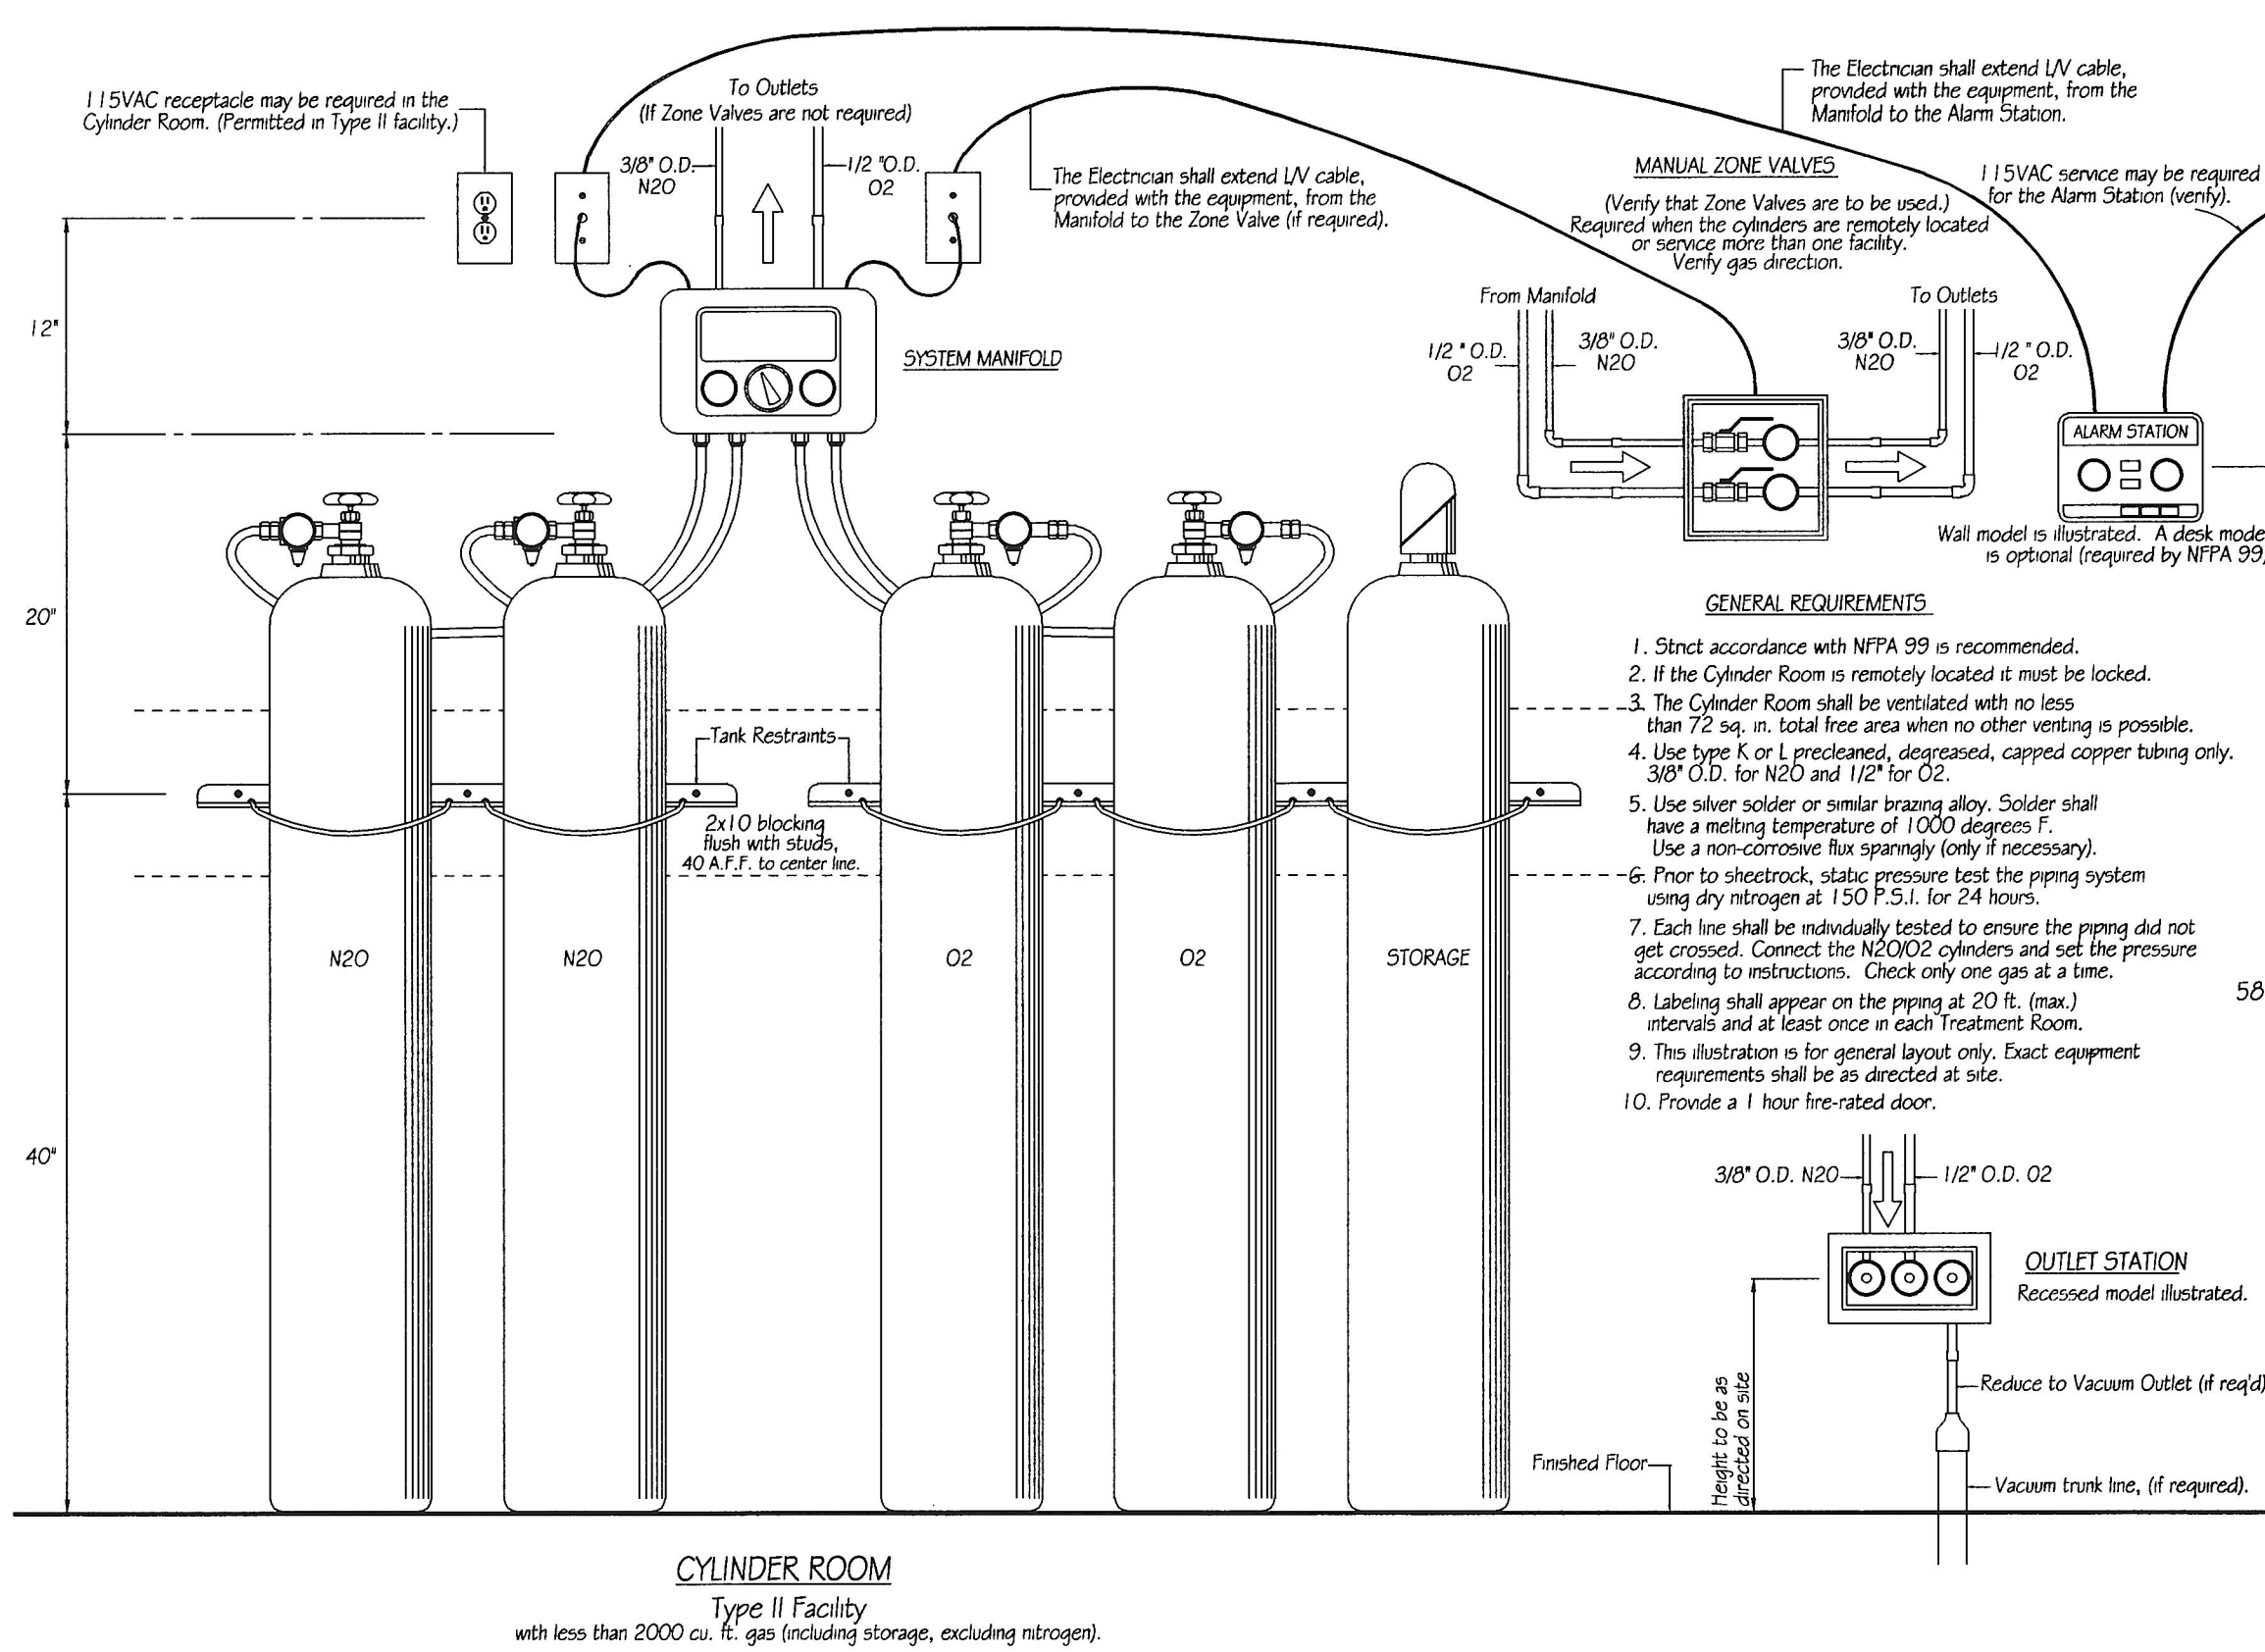 115VAC receptacle may be required in the
Cylinder Room. (Permitted in Type II facility.)
To Outlets
(If Zone Valves are not required)
3/8" O.D.
N2O
1/2 "O.D.
O2
The Electrician shall extend L/V cable,
provided with the equipment, from the
Manifold to the Zone Valve (if required).
The Electrician shall extend L/V cable,
provided with the equipment, from the
Manifold to the Alarm Station.
MANUAL ZONE VALVES
(Verify that Zone Valves are to be used.)
Required when the cylinders are remotely located
or service more than one facility.
Verify gas direction.
115VAC service may be required
for the Alarm Station (verify).
From Manifold
To Outlets
1/2 " O.D.
O2
3/8" O.D.
N2O
3/8" O.D.
N2O
1/2 " O.D.
O2
12"
SYSTEM MANIFOLD
ALARM STATION
Wall model is illustrated. A desk mode
is optional (required by NFPA 99)
20"
GENERAL REQUIREMENTS
1. Strict accordance with NFPA 99 is recommended.
2. If the Cylinder Room is remotely located it must be locked.
3. The Cylinder Room shall be ventilated with no less
than 72 sq. in. total free area when no other venting is possible.
4. Use type K or L precleaned, degreased, capped copper tubing only.
3/8" O.D. for N2O and 1/2" for O2.
5. Use silver solder or similar brazing alloy. Solder shall
have a melting temperature of 1000 degrees F.
Use a non-corrosive flux sparingly (only if necessary).
6. Prior to sheetrock, static pressure test the piping system
using dry nitrogen at 150 P.S.I. for 24 hours.
7. Each line shall be individually tested to ensure the piping did not
get crossed. Connect the N2O/O2 cylinders and set the pressure
according to instructions. Check only one gas at a time.
8. Labeling shall appear on the piping at 20 ft. (max.)
intervals and at least once in each Treatment Room.
9. This illustration is for general layout only. Exact equipment
requirements shall be as directed at site.
10. Provide a 1 hour fire-rated door.
Tank Restraints
2x10 blocking
flush with studs,
40 A.F.F. to center line.
N2O
N2O
O2
O2
STORAGE
58
40"
3/8" O.D. N2O
1/2" O.D. O2
OUTLET STATION
Recessed model illustrated.
Height to be as
directed on site
Reduce to Vacuum Outlet (if req'd)
Finished Floor
Vacuum trunk line, (if required).
CYLINDER ROOM
Type II Facility
with less than 2000 cu. ft. gas (including storage, excluding nitrogen).